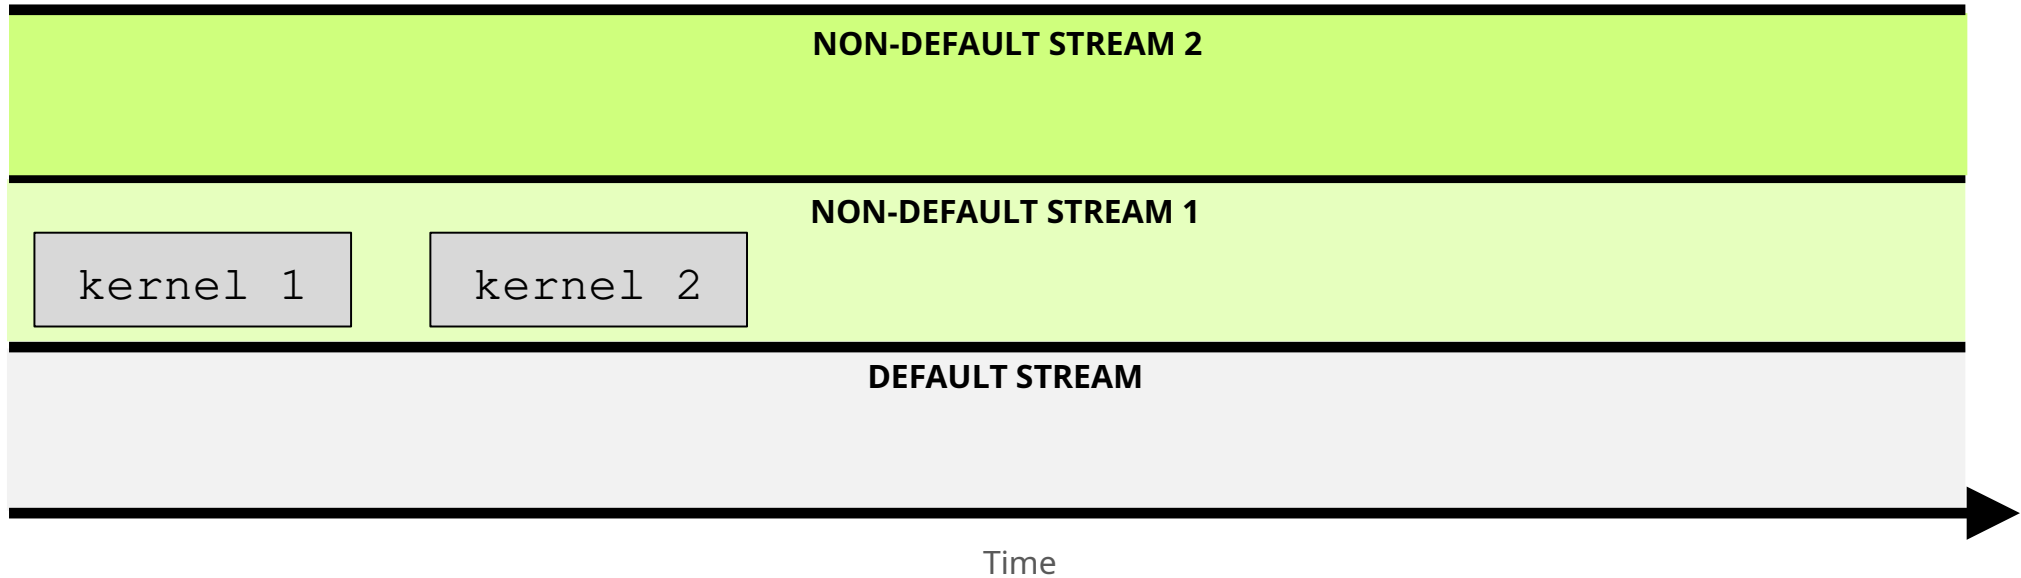 NON-DEFAULT STREAM 2
NON-DEFAULT STREAM 1
kernel 1
kernel 2
DEFAULT STREAM
Time